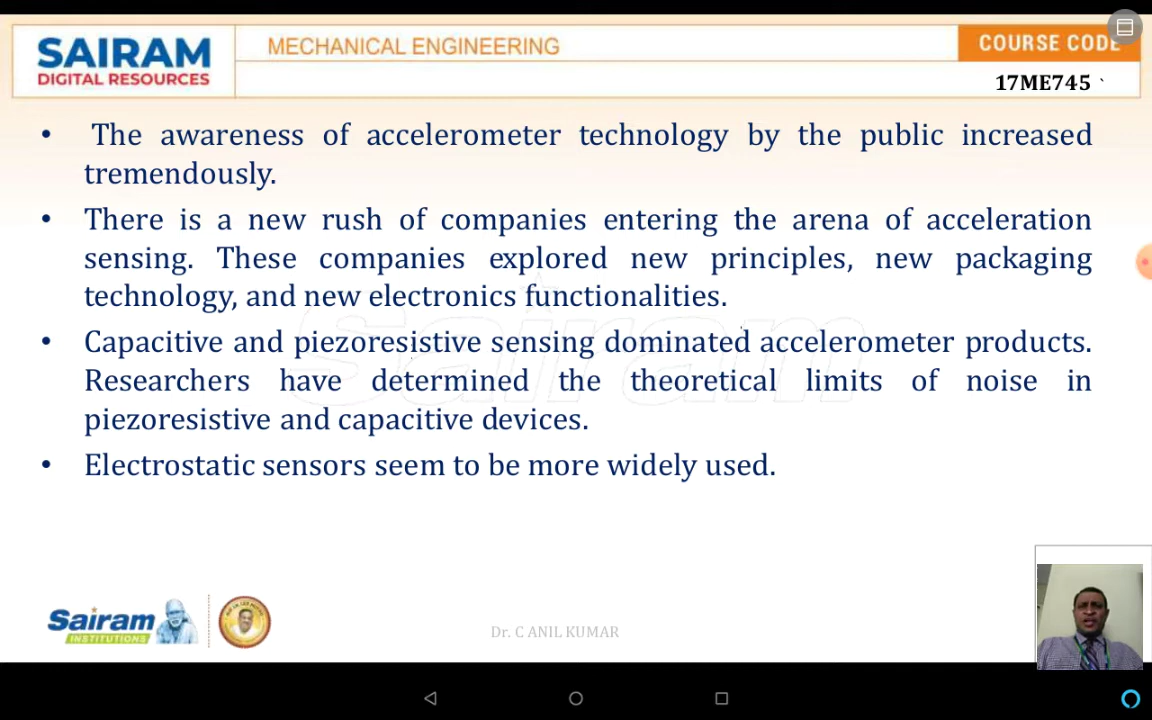 SAIRAM
DIGITAL RESOURCES
MECHANICAL ENGINEERING
COURSE CODE
17ME745 `
• The awareness of accelerometer technology by the public increased
tremendously.
• There is a new rush of companies entering the arena of acceleration
sensing. These companies explored new principles, new packaging
technology, and new electronics functionalities.
• Capacitive and piezoresistive sensing dominated accelerometer products.
Researchers have determined the theoretical limits of noise in
piezoresistive and capacitive devices.
• Electrostatic sensors seem to be more widely used.
Sairam
Sairam
INSTITUTIONS
Dr. C ANIL KUMAR